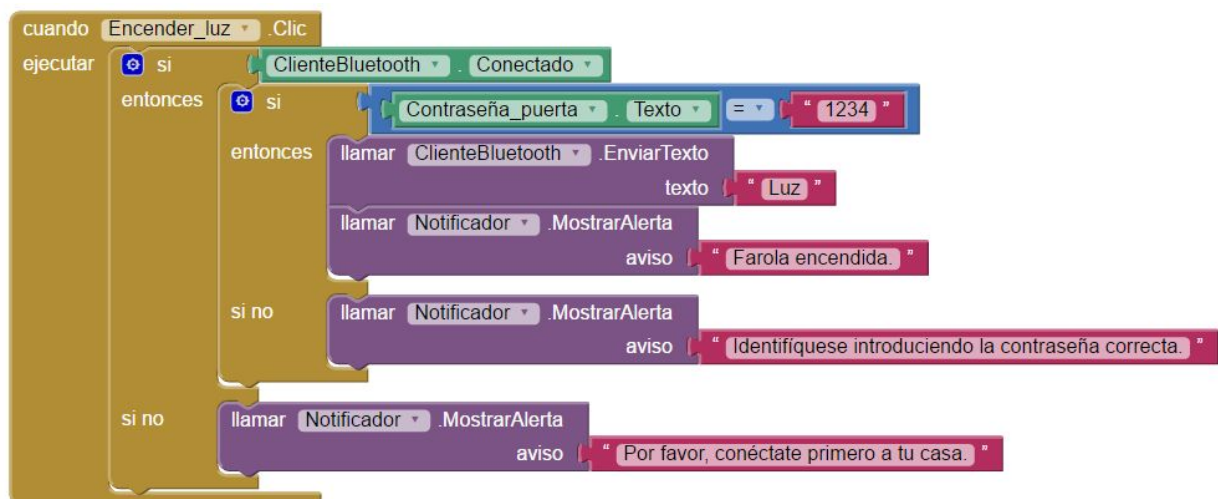 cuando Encender_luz .Clic
ejecutar si ClienteBluetooth . Conectado
entonces si Contraseña_puerta . Texto = " 1234 "
entonces llamar ClienteBluetooth .EnviarTexto
texto " Luz "
llamar Notificador .MostrarAlerta
aviso " Farola encendida. "
si no llamar Notificador .MostrarAlerta
aviso " Identifíquese introduciendo la contraseña correcta. "
si no llamar Notificador .MostrarAlerta
aviso " Por favor, conéctate primero a tu casa. "